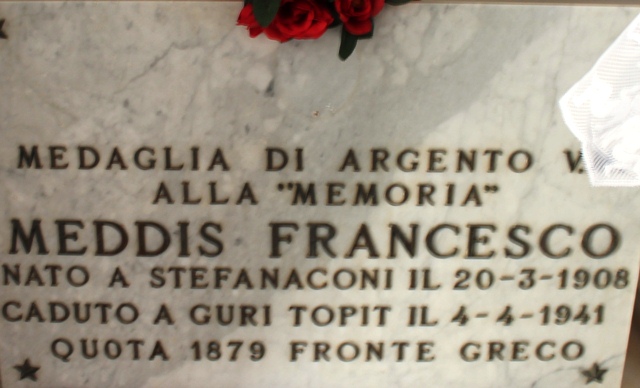 MEDAGLIA DI ARGENTO V.
ALLA "MEMORIA"
MEDDIS FRANCESCO
NATO A STEFANACONI IL 20-3-1908
CADUTO A GURI TOPIT IL 4-4-1941
QUOTA 1879 FRONTE GRECO